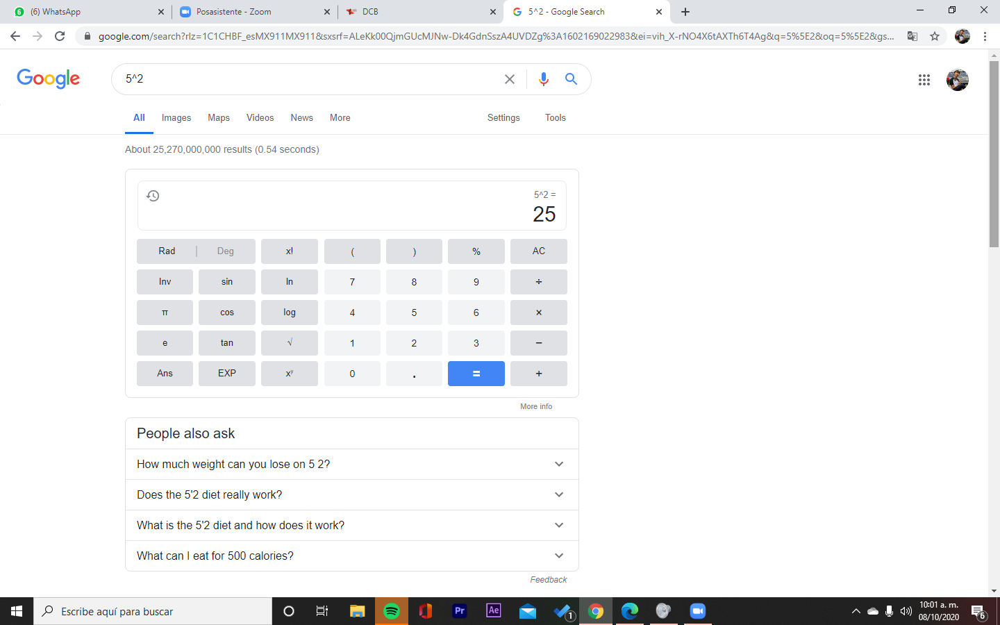 (6) WhatsApp
Posasistente - Zoom
DCB
5^2 - Google Search
google.com/search?rlz=1C1CHBF_esMX911MX911&sxsrf=ALeKk00QjmGUcMJNw-Dk4GdnSszA4UVDZg%3A1602169022983&ei=vih_X-rNO4X6tAXTh6T4Ag&q=5%5E2&oq=5%5E2&gs...
Google
5^2
All Images Maps Videos News More Settings Tools
About 25,270,000,000 results (0.54 seconds)
5^2 =
25
Rad | Deg x! ( ) % AC
Inv sin ln 7 8 9 ÷
π cos log 4 5 6 ×
e tan √ 1 2 3 −
Ans EXP xʸ 0 . = +
More info
People also ask
How much weight can you lose on 5 2?
Does the 5'2 diet really work?
What is the 5'2 diet and how does it work?
What can I eat for 500 calories?
Feedback
Escribe aquí para buscar
Pr
Ae
1
10:01 a. m.
08/10/2020
6